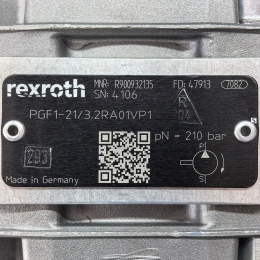 rexroth
MNR: R900932135 FD: 47913 7082
SN: 4106
PGF1-21/3.2RA01VP1
pN - 210 bar
293
P
S
Made in Germany